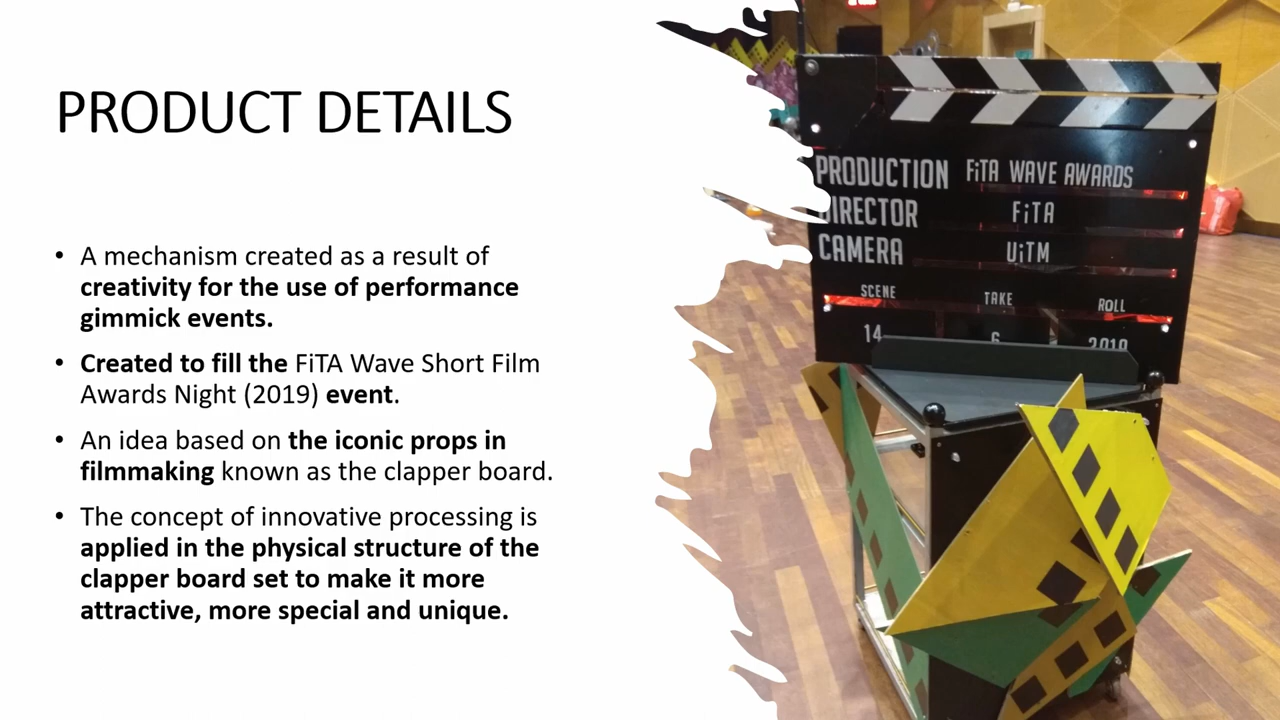 PRODUCT DETAILS
• A mechanism created as a result of
creativity for the use of performance
gimmick events.
• Created to fill the FiTA Wave Short Film
Awards Night (2019) event.
• An idea based on the iconic props in
filmmaking known as the clapper board.
• The concept of innovative processing is
applied in the physical structure of the
clapper board set to make it more
attractive, more special and unique.
PRODUCTION FiTA WAVE AWARDS
DIRECTOR FiTA
CAMERA UiTM
SCENE TAKE ROLL
14 6 2019